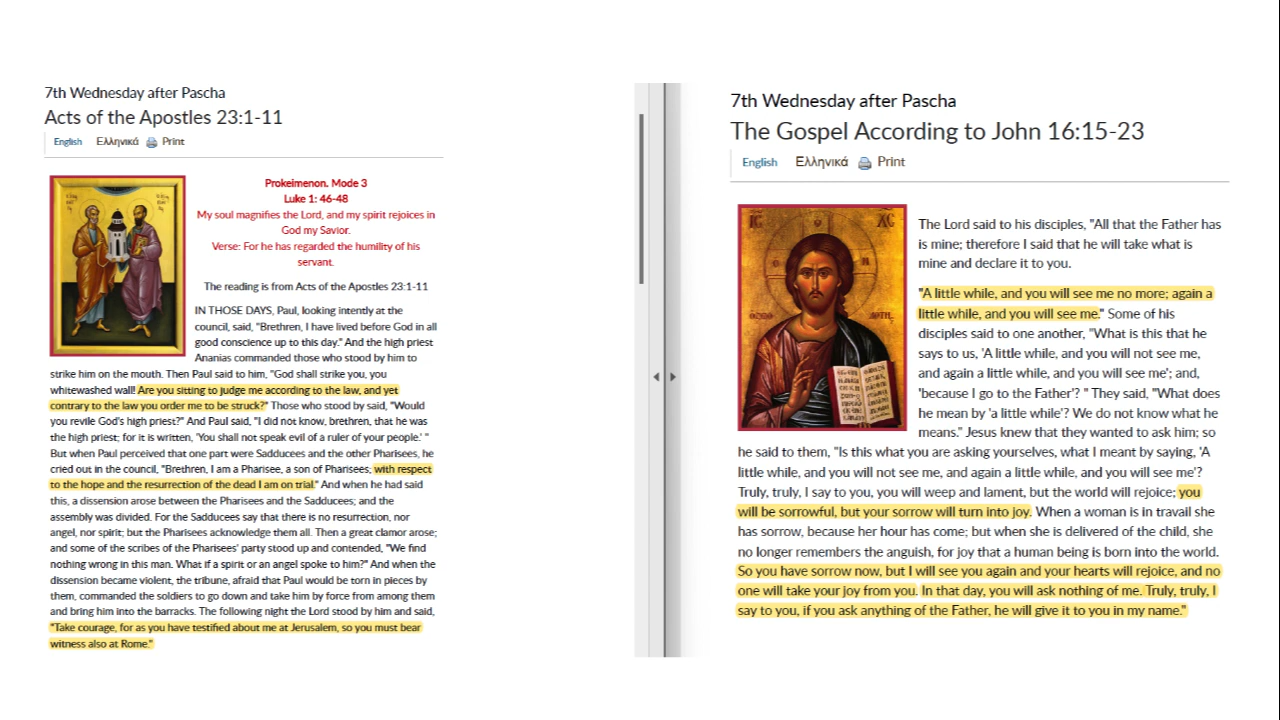 7th Wednesday after Pascha
Acts of the Apostles 23:1-11
English Ελληνικά Print
Prokeimenon. Mode 3
Luke 1: 46-48
My soul magnifies the Lord, and my spirit rejoices in
God my Savior.
Verse: For he has regarded the humility of his
servant.
The reading is from Acts of the Apostles 23:1-11
IN THOSE DAYS, Paul, looking intently at the
council, said, "Brethren, I have lived before God in all
good conscience up to this day." And the high priest
Ananias commanded those who stood by him to
strike him on the mouth. Then Paul said to him, "God shall strike you, you
whitewashed wall! Are you sitting to judge me according to the law, and yet
contrary to the law you order me to be struck?" Those who stood by said, "Would
you revile God's high priest?" And Paul said, "I did not know, brethren, that he was
the high priest; for it is written, 'You shall not speak evil of a ruler of your people.' "
But when Paul perceived that one part were Sadducees and the other Pharisees, he
cried out in the council, "Brethren, I am a Pharisee, a son of Pharisees; with respect
to the hope and the resurrection of the dead I am on trial." And when he had said
this, a dissension arose between the Pharisees and the Sadducees; and the
assembly was divided. For the Sadducees say that there is no resurrection, nor
angel, nor spirit; but the Pharisees acknowledge them all. Then a great clamor arose;
and some of the scribes of the Pharisees' party stood up and contended, "We find
nothing wrong in this man. What if a spirit or an angel spoke to him?" And when the
dissension became violent, the tribune, afraid that Paul would be torn in pieces by
them, commanded the soldiers to go down and take him by force from among them
and bring him into the barracks. The following night the Lord stood by him and said,
"Take courage, for as you have testified about me at Jerusalem, so you must bear
witness also at Rome."
7th Wednesday after Pascha
The Gospel According to John 16:15-23
English Ελληνικά Print
The Lord said to his disciples, "All that the Father has
is mine; therefore I said that he will take what is
mine and declare it to you.
"A little while, and you will see me no more; again a
little while, and you will see me." Some of his
disciples said to one another, "What is this that he
says to us, 'A little while, and you will not see me,
and again a little while, and you will see me'; and,
'because I go to the Father'? " They said, "What does
he mean by 'a little while'? We do not know what he
means." Jesus knew that they wanted to ask him; so
he said to them, "Is this what you are asking yourselves, what I meant by saying, 'A
little while, and you will not see me, and again a little while, and you will see me'?
Truly, truly, I say to you, you will weep and lament, but the world will rejoice; you
will be sorrowful, but your sorrow will turn into joy. When a woman is in travail she
has sorrow, because her hour has come; but when she is delivered of the child, she
no longer remembers the anguish, for joy that a human being is born into the world.
So you have sorrow now, but I will see you again and your hearts will rejoice, and no
one will take your joy from you. In that day, you will ask nothing of me. Truly, truly, I
say to you, if you ask anything of the Father, he will give it to you in my name."